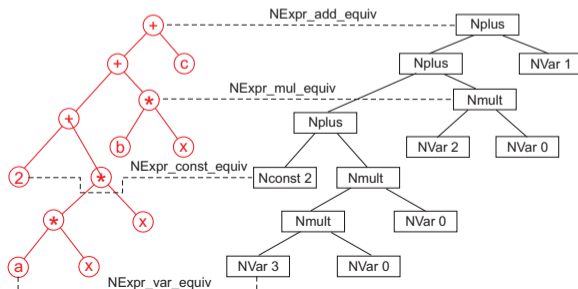 NExpr_add_equiv
+ Nplus
+ c Nplus NVar 1
NExpr_mul_equiv
* Nmult
+ Nplus
b x NVar 2 NVar 0
NExpr_const_equiv
2 * Nconst 2 Nmult
* x Nmult NVar 0
a x NVar 3 NVar 0
NExpr_var_equiv